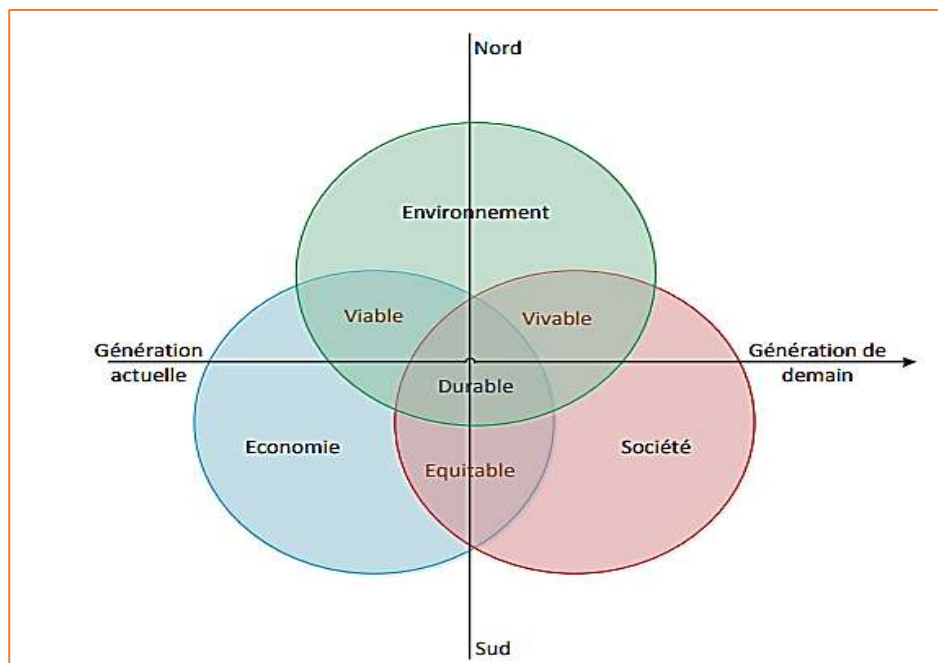 Nord
Environnement
Viable
Vivable
Génération
actuelle
Génération de
demain
Durable
Economie
Société
Equitable
Sud